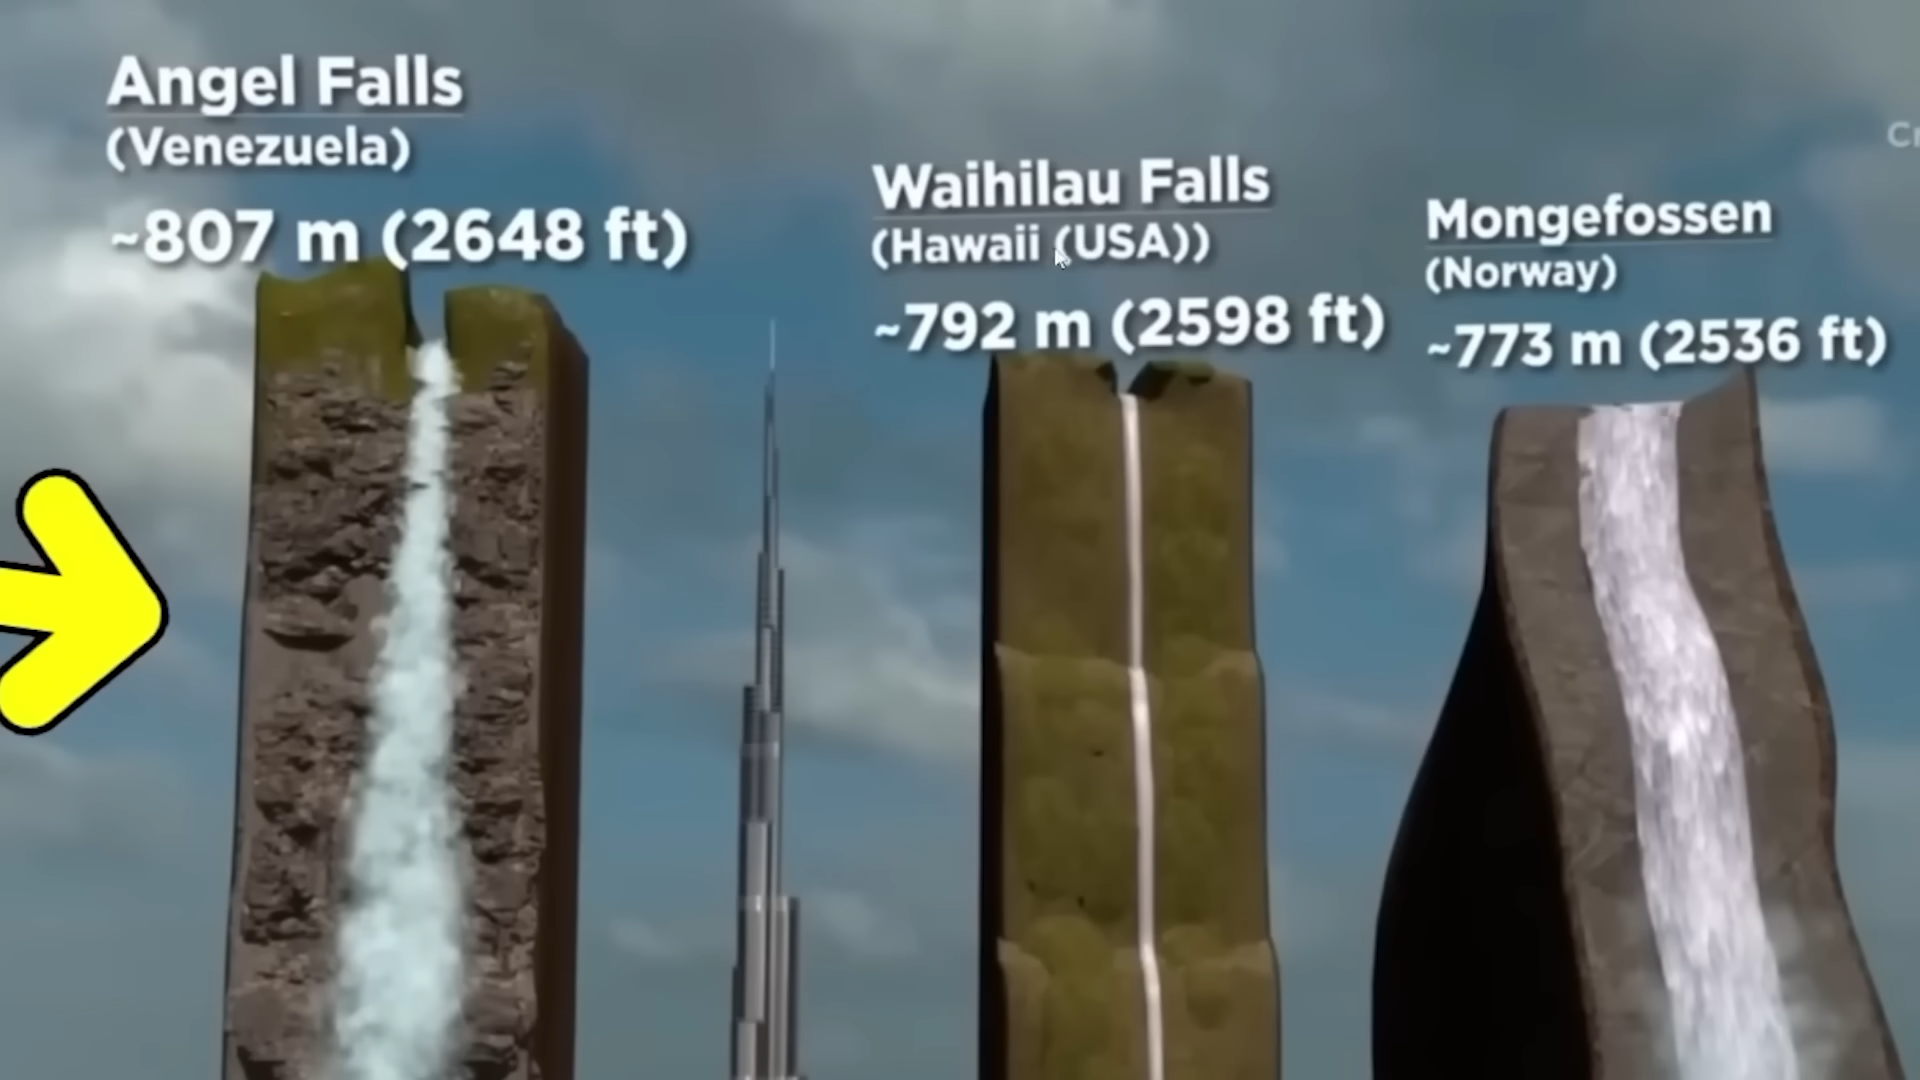 Angel Falls
(Venezuela)
~807 m (2648 ft)
Waihilau Falls
(Hawaii (USA))
~792 m (2598 ft)
Mongefossen
(Norway)
~773 m (2536 ft)